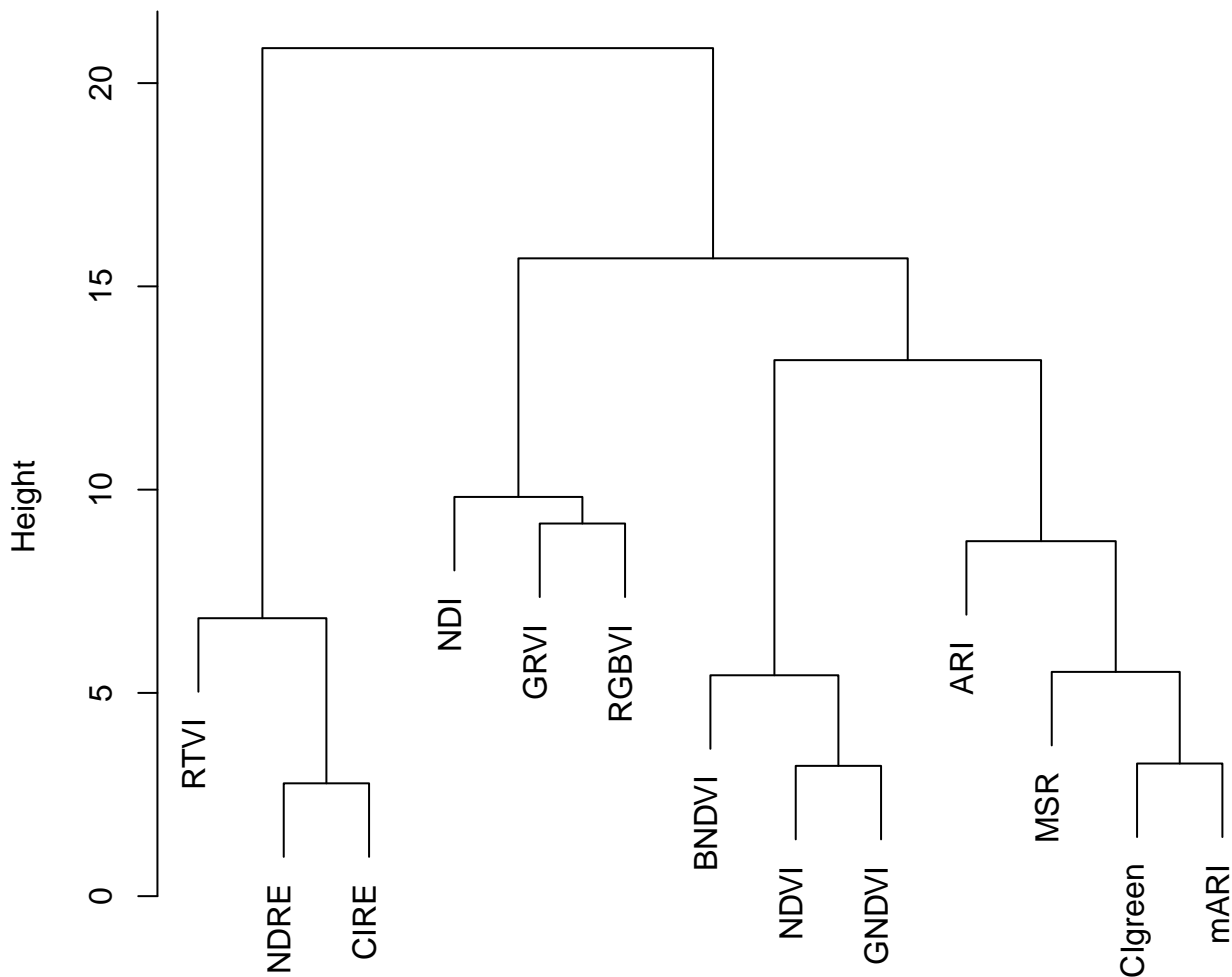 Height
20
15
10
5
0
RTVI
NDRE
CIRE
NDI
GRVI
RGBVI
BNDVI
NDVI
GNDVI
ARI
MSR
CIgreen
mARI